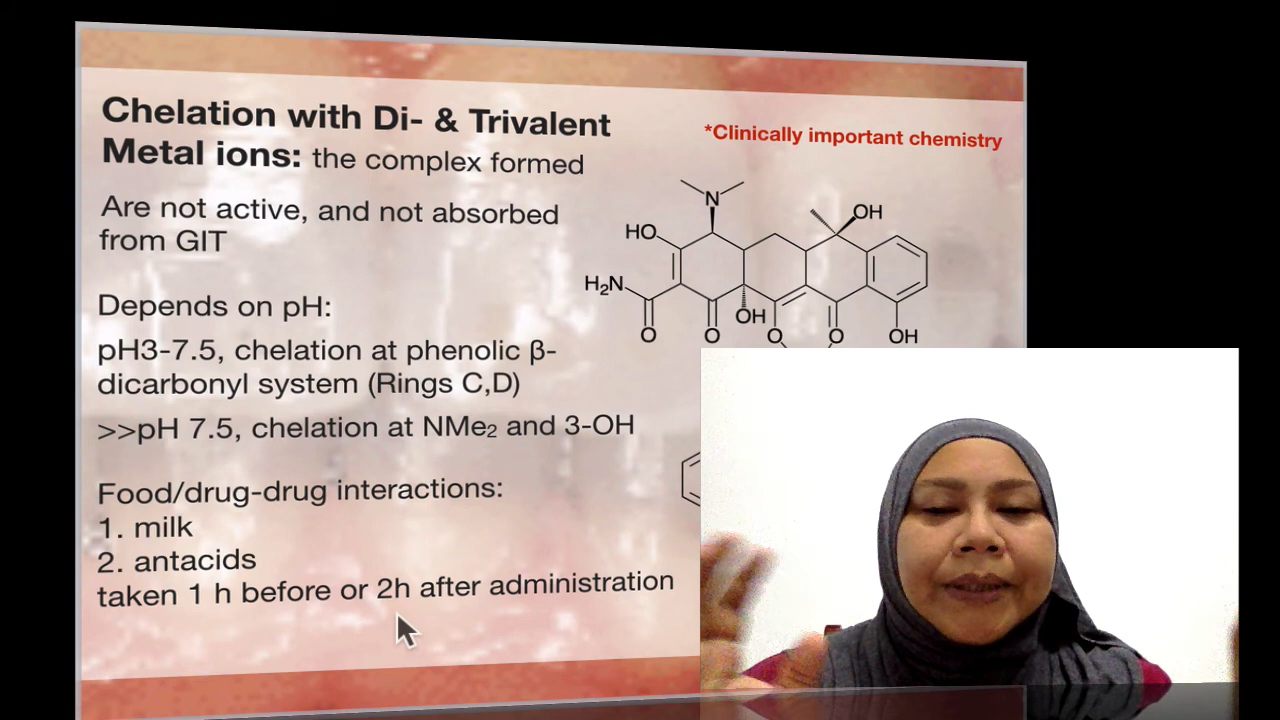 Chelation with Di- & Trivalent
Metal ions: the complex formed
*Clinically important chemistry
Are not active, and not absorbed
from GIT
Depends on pH:
pH3-7.5, chelation at phenolic β-
dicarbonyl system (Rings C,D)
>>pH 7.5, chelation at NMe₂ and 3-OH
Food/drug-drug interactions:
1. milk
2. antacids
taken 1 h before or 2h after administration
N
OH
HO
H₂N
OH
O
O
O
O
OH